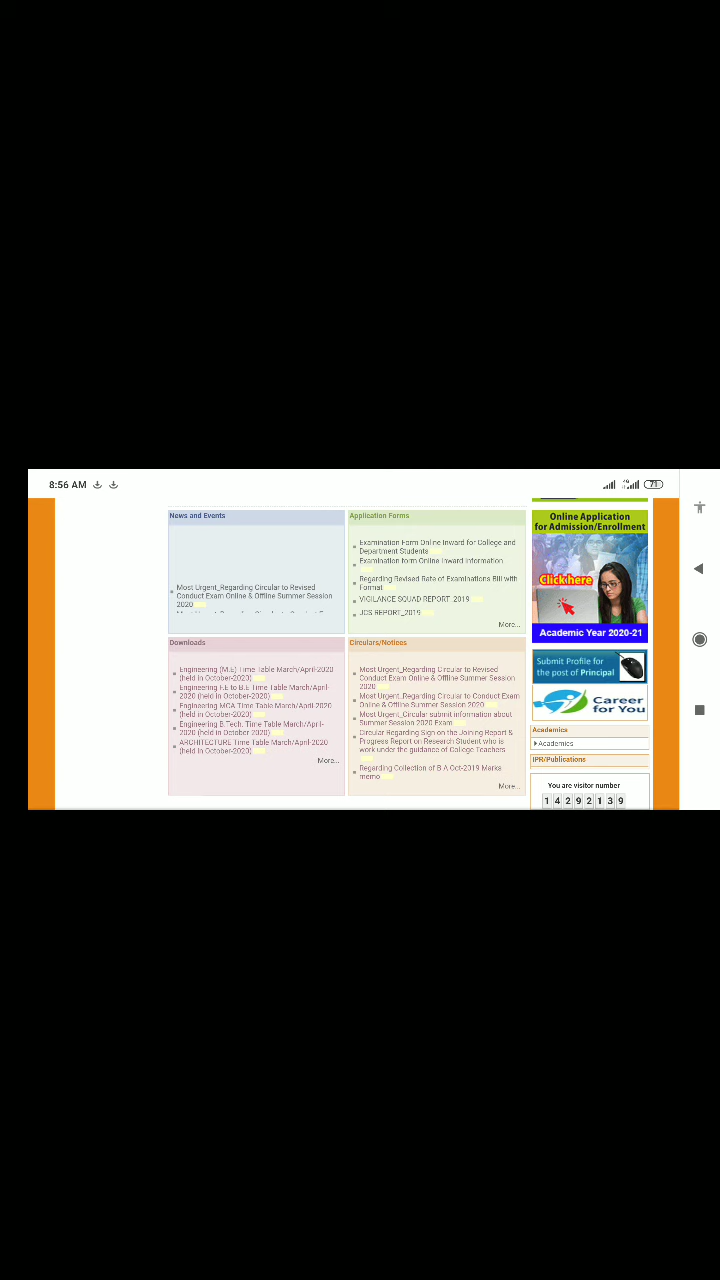 8:56 AM
71
News and Events
Most Urgent_Regarding Circular to Revised
Conduct Exam Online & Offline Summer Session
2020
Application Forms
Examination Form Online Inward for College and
Department Students
Examination form Online Inward Information
Regarding Revised Rate of Examinations Bill with
Format
VIGILANCE SQUAD REPORT_2019
JCS REPORT_2019
More...
Downloads
Engineering (M.E) Time Table March/April-2020
(held in October-2020)
Engineering F.E to B.E Time Table March/April-
2020 (held in October-2020)
Engineering MCA Time Table March/April-2020
(held in October-2020)
Engineering B.Tech. Time Table March/April-
2020 (held in October-2020)
ARCHITECTURE Time Table March/April-2020
(held in October-2020)
More...
Circulars/Notices
Most Urgent_Regarding Circular to Revised
Conduct Exam Online & Offline Summer Session
2020
Most Urgent_Regarding Circular to Conduct Exam
Online & Offline Summer Session 2020
Most Urgent_Circular submit information about
Summer 2020 Exam
Circular Regarding Sign on the Joining Report &
Progress Report on Research Student who is
work under the guidance of College Teachers
Regarding Collection of B A Oct-2019 Marks
memo
More...
Online Application
for Admission/Enrollment
Click here
Academic Year 2020-21
Submit Profile for
the post of Principal
Career
for You
Academics
Academics
IPR/Publications
You are visitor number
1 4 2 9 2 1 3 9